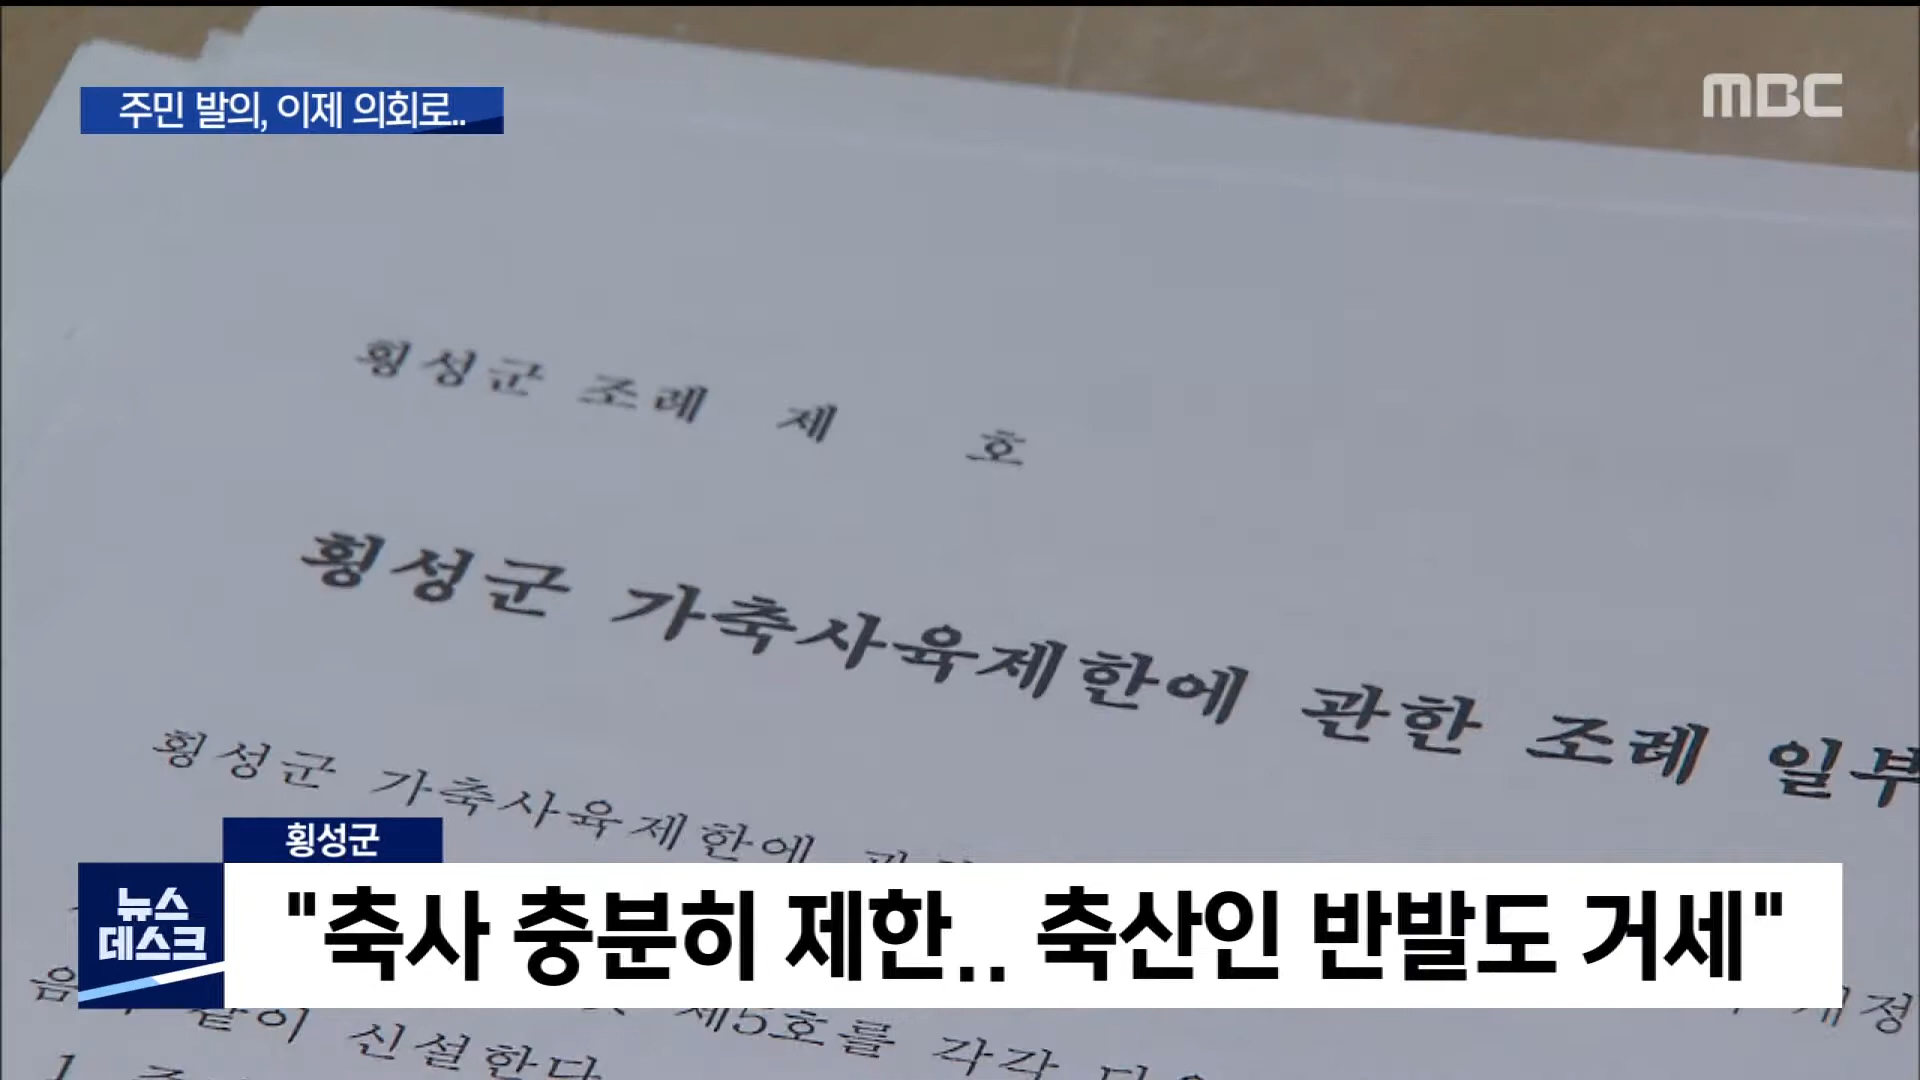 주민 발의, 이제 의회로..
MBC
횡성군 조례 제 호
횡성군 가축사육제한에 관한 조례 일부
횡성군 가축사육제한에
횡성군
뉴스
데스크
"축사 충분히 제한.. 축산인 반발도 거세"
제5호를 각각
같이 신설한다
1.